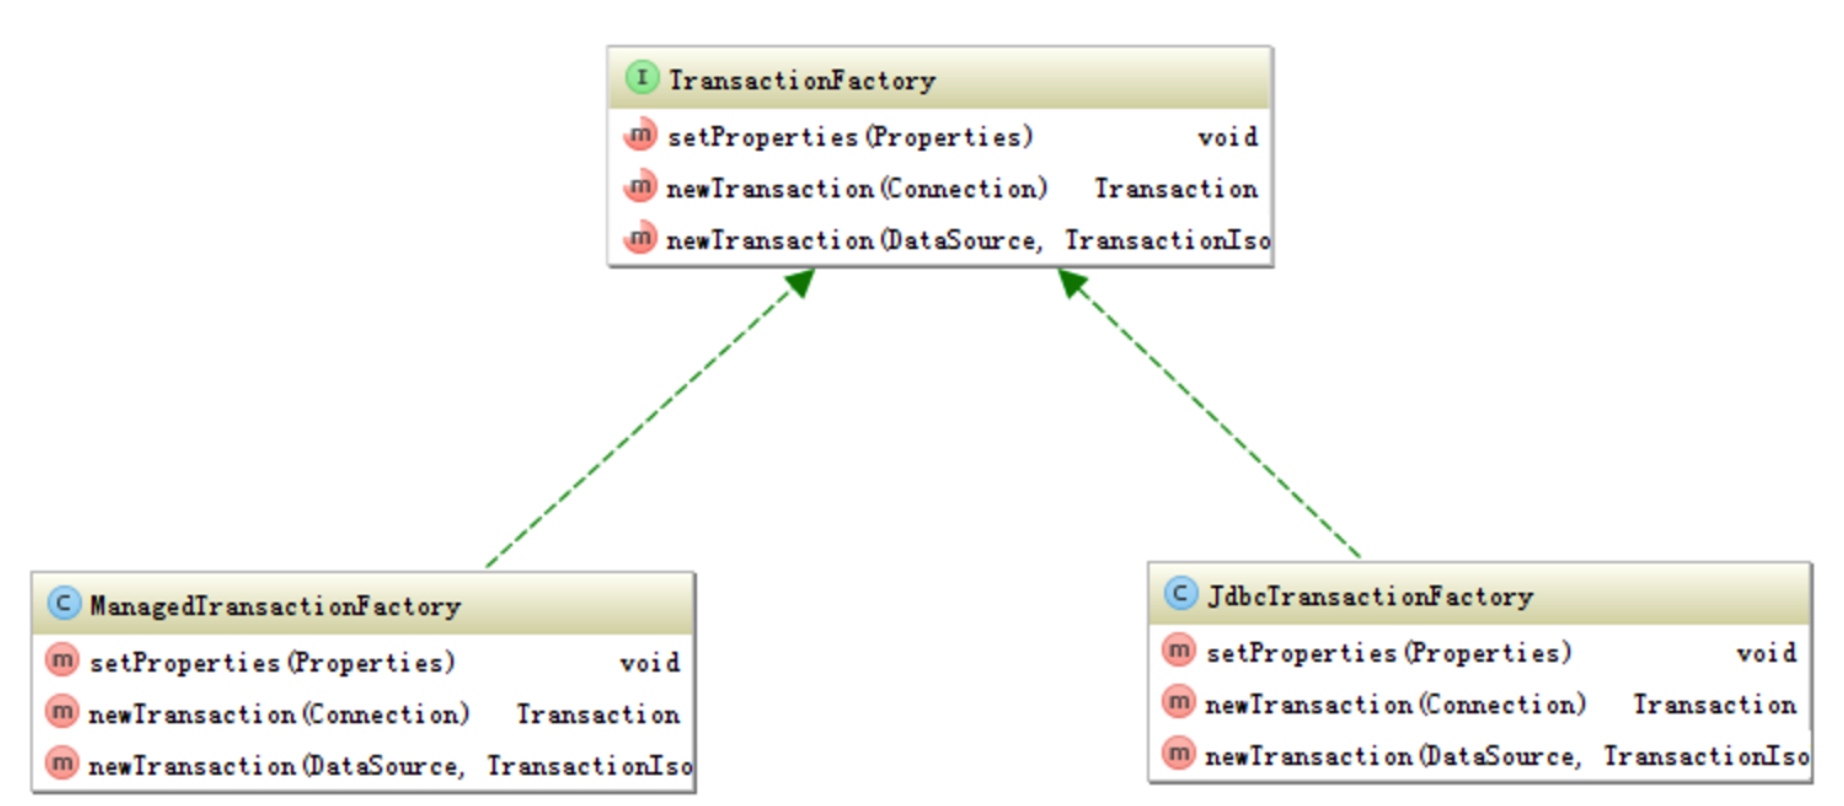 I TransactionFactory
m setProperties(Properties) void
m newTransaction(Connection) Transaction
m newTransaction(DataSource, TransactionIso
C ManagedTransactionFactory
m setProperties(Properties) void
m newTransaction(Connection) Transaction
m newTransaction(DataSource, TransactionIso
C JdbcTransactionFactory
m setProperties(Properties) void
m newTransaction(Connection) Transaction
m newTransaction(DataSource, TransactionIso